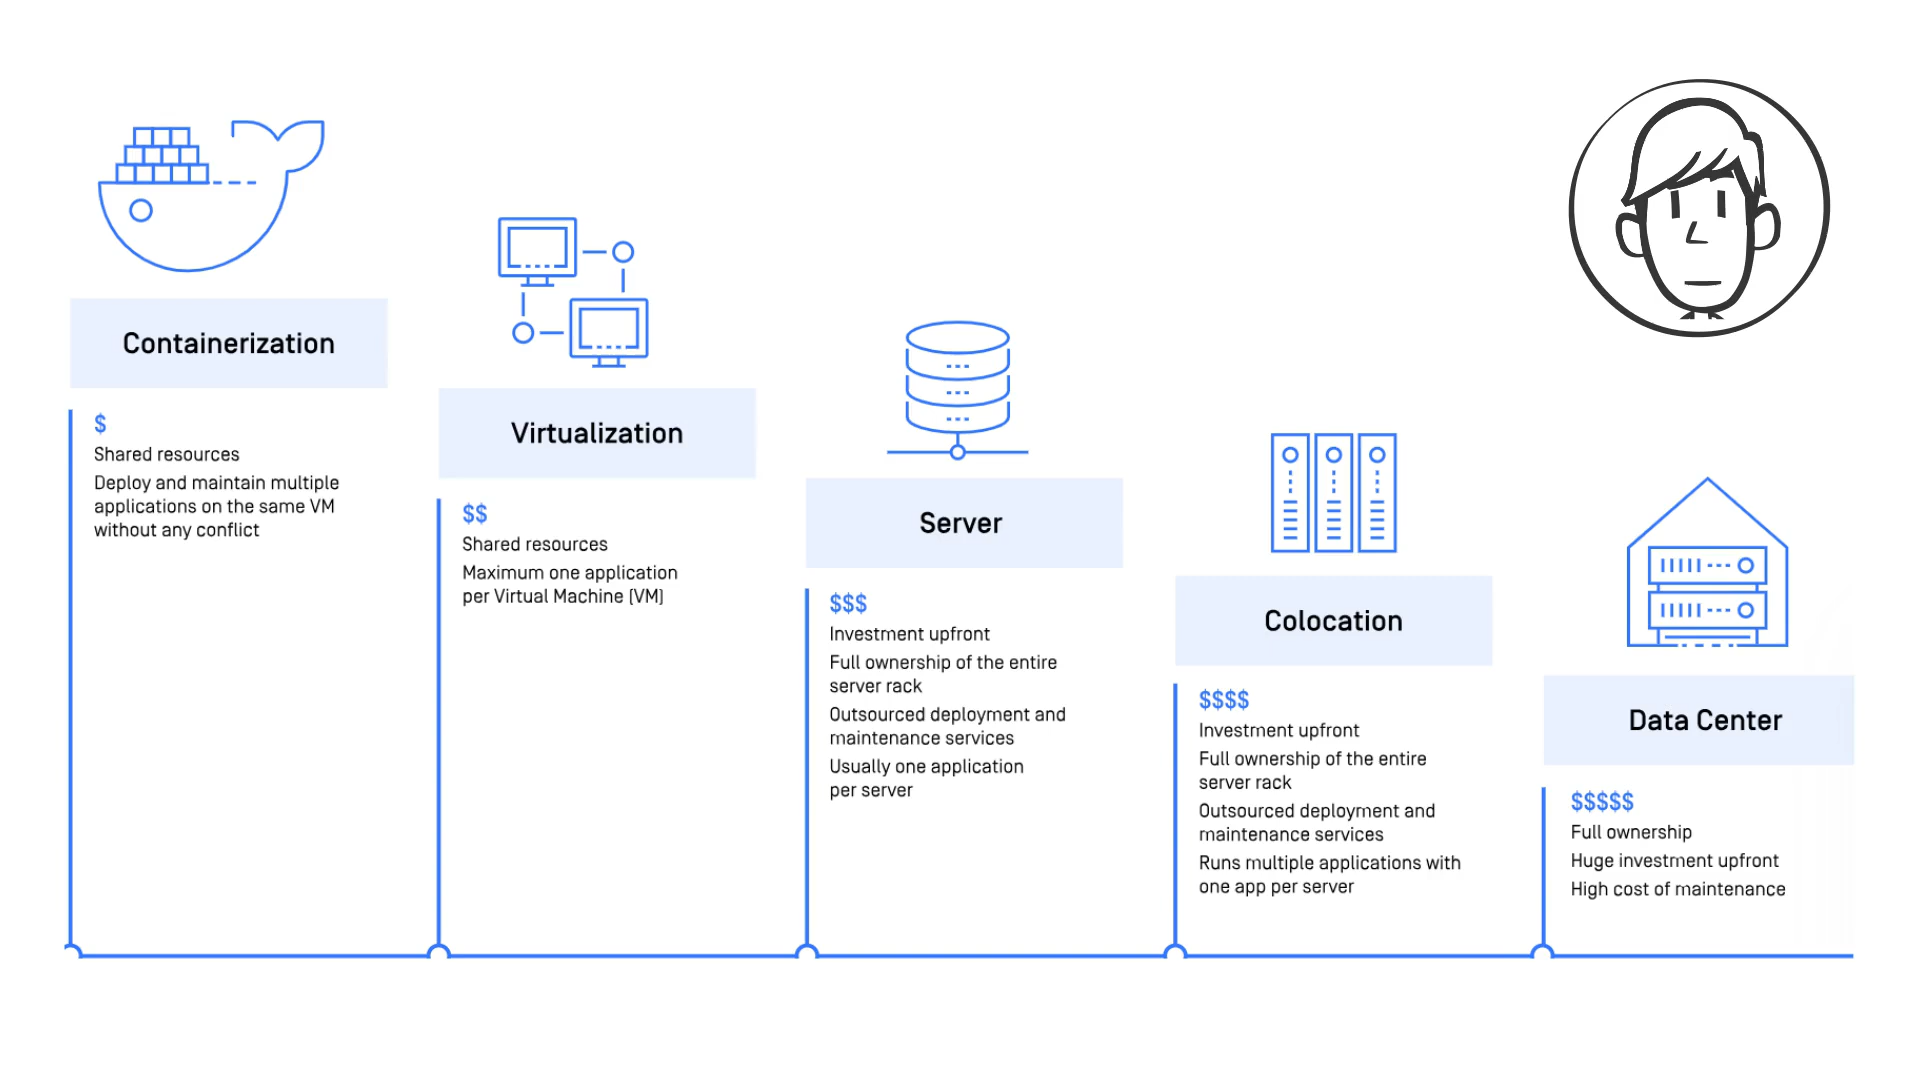 Containerization
$
Shared resources
Deploy and maintain multiple
applications on the same VM
without any conflict
Virtualization
$$
Shared resources
Maximum one application
per Virtual Machine [VM]
Server
$$$
Investment upfront
Full ownership of the entire
server rack
Outsourced deployment and
maintenance services
Usually one application
per server
Colocation
$$$$
Investment upfront
Full ownership of the entire
server rack
Outsourced deployment and
maintenance services
Runs multiple applications with
one app per server
Data Center
$$$$$
Full ownership
Huge investment upfront
High cost of maintenance